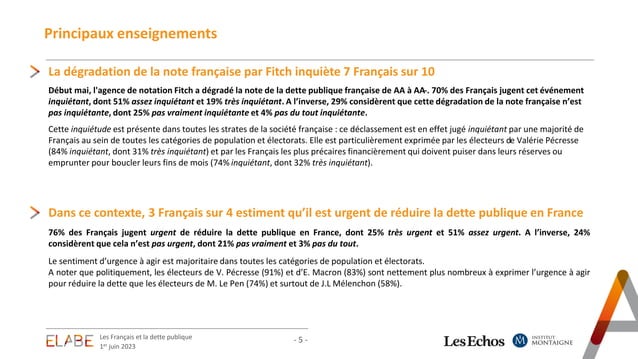 Principaux enseignements
La dégradation de la note française par Fitch inquiète 7 Français sur 10
Début mai, l'agence de notation Fitch a dégradé la note de la dette publique française de AA à AA-. 70% des Français jugent cet événement
inquiétant, dont 51% assez inquiétant et 19% très inquiétant. A l'inverse, 29% considèrent que cette dégradation de la note française n'est
pas inquiétante, dont 25% pas vraiment inquiétante et 4% pas du tout inquiétante.
Cette inquiétude est présente dans toutes les strates de la société française : ce déclassement est en effet jugé inquiétant par une majorité de
Français au sein de toutes les catégories de population et électorats. Elle est particulièrement exprimée par les électeurs de Valérie Pécresse
(84% inquiétant, dont 31% très inquiétant) et par les Français les plus précaires financièrement qui doivent puiser dans leurs réserves ou
emprunter pour boucler leurs fins de mois (74% inquiétant, dont 32% très inquiétant).
Dans ce contexte, 3 Français sur 4 estiment qu'il est urgent de réduire la dette publique en France
76% des Français jugent urgent de réduire la dette publique en France, dont 25% très urgent et 51% assez urgent. A l'inverse, 24%
considèrent que cela n'est pas urgent, dont 21% pas vraiment et 3% pas du tout.
Le sentiment d'urgence à agir est majoritaire dans toutes les catégories de population et électorats.
A noter que politiquement, les électeurs de V. Pécresse (91%) et d'E. Macron (83%) sont nettement plus nombreux à exprimer l'urgence à agir
pour réduire la dette que les électeurs de M. Le Pen (74%) et surtout de J.L Mélenchon (58%).
ELABE
Les Français et la dette publique
1er juin 2023
- 5 -
Les Echos
M
INSTITUT
MONTAIGNE